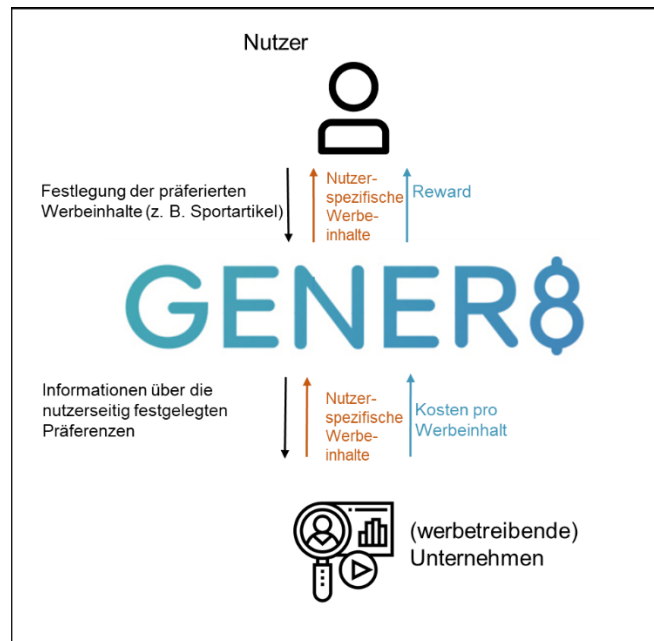 Nutzer
Festlegung der präferierten
Werbeinhalte (z. B. Sportartikel)
Nutzer-
spezifische
Werbe-
inhalte
Reward
GENER8
Informationen über die
nutzerseitig festgelegten
Präferenzen
Nutzer-
spezifische
Werbe-
inhalte
Kosten pro
Werbeinhalt
(werbetreibende)
Unternehmen